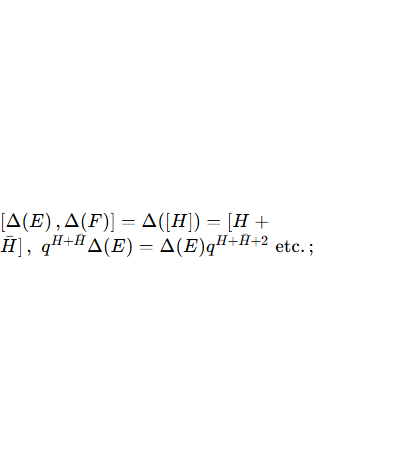 [Δ(E) , Δ(F)] = Δ([H]) = [H +
H̄] , q^{H+H̄}Δ(E) = Δ(E)q^{H+H̄+2} etc. ;